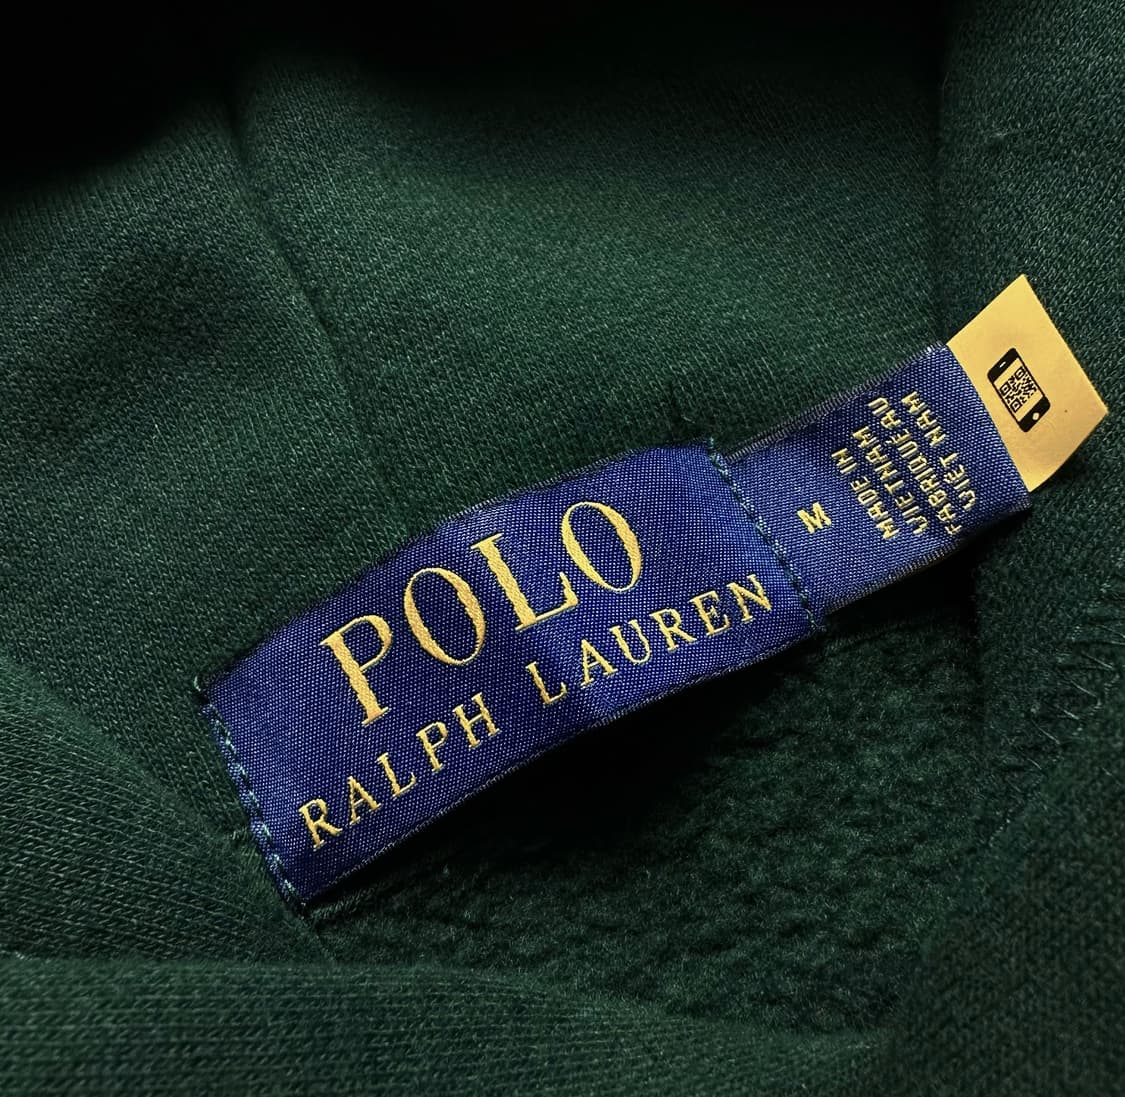 POLO
RALPH LAUREN
M
MADE IN
VIETNAM
FABRIQUÉ AU
VIET NAM